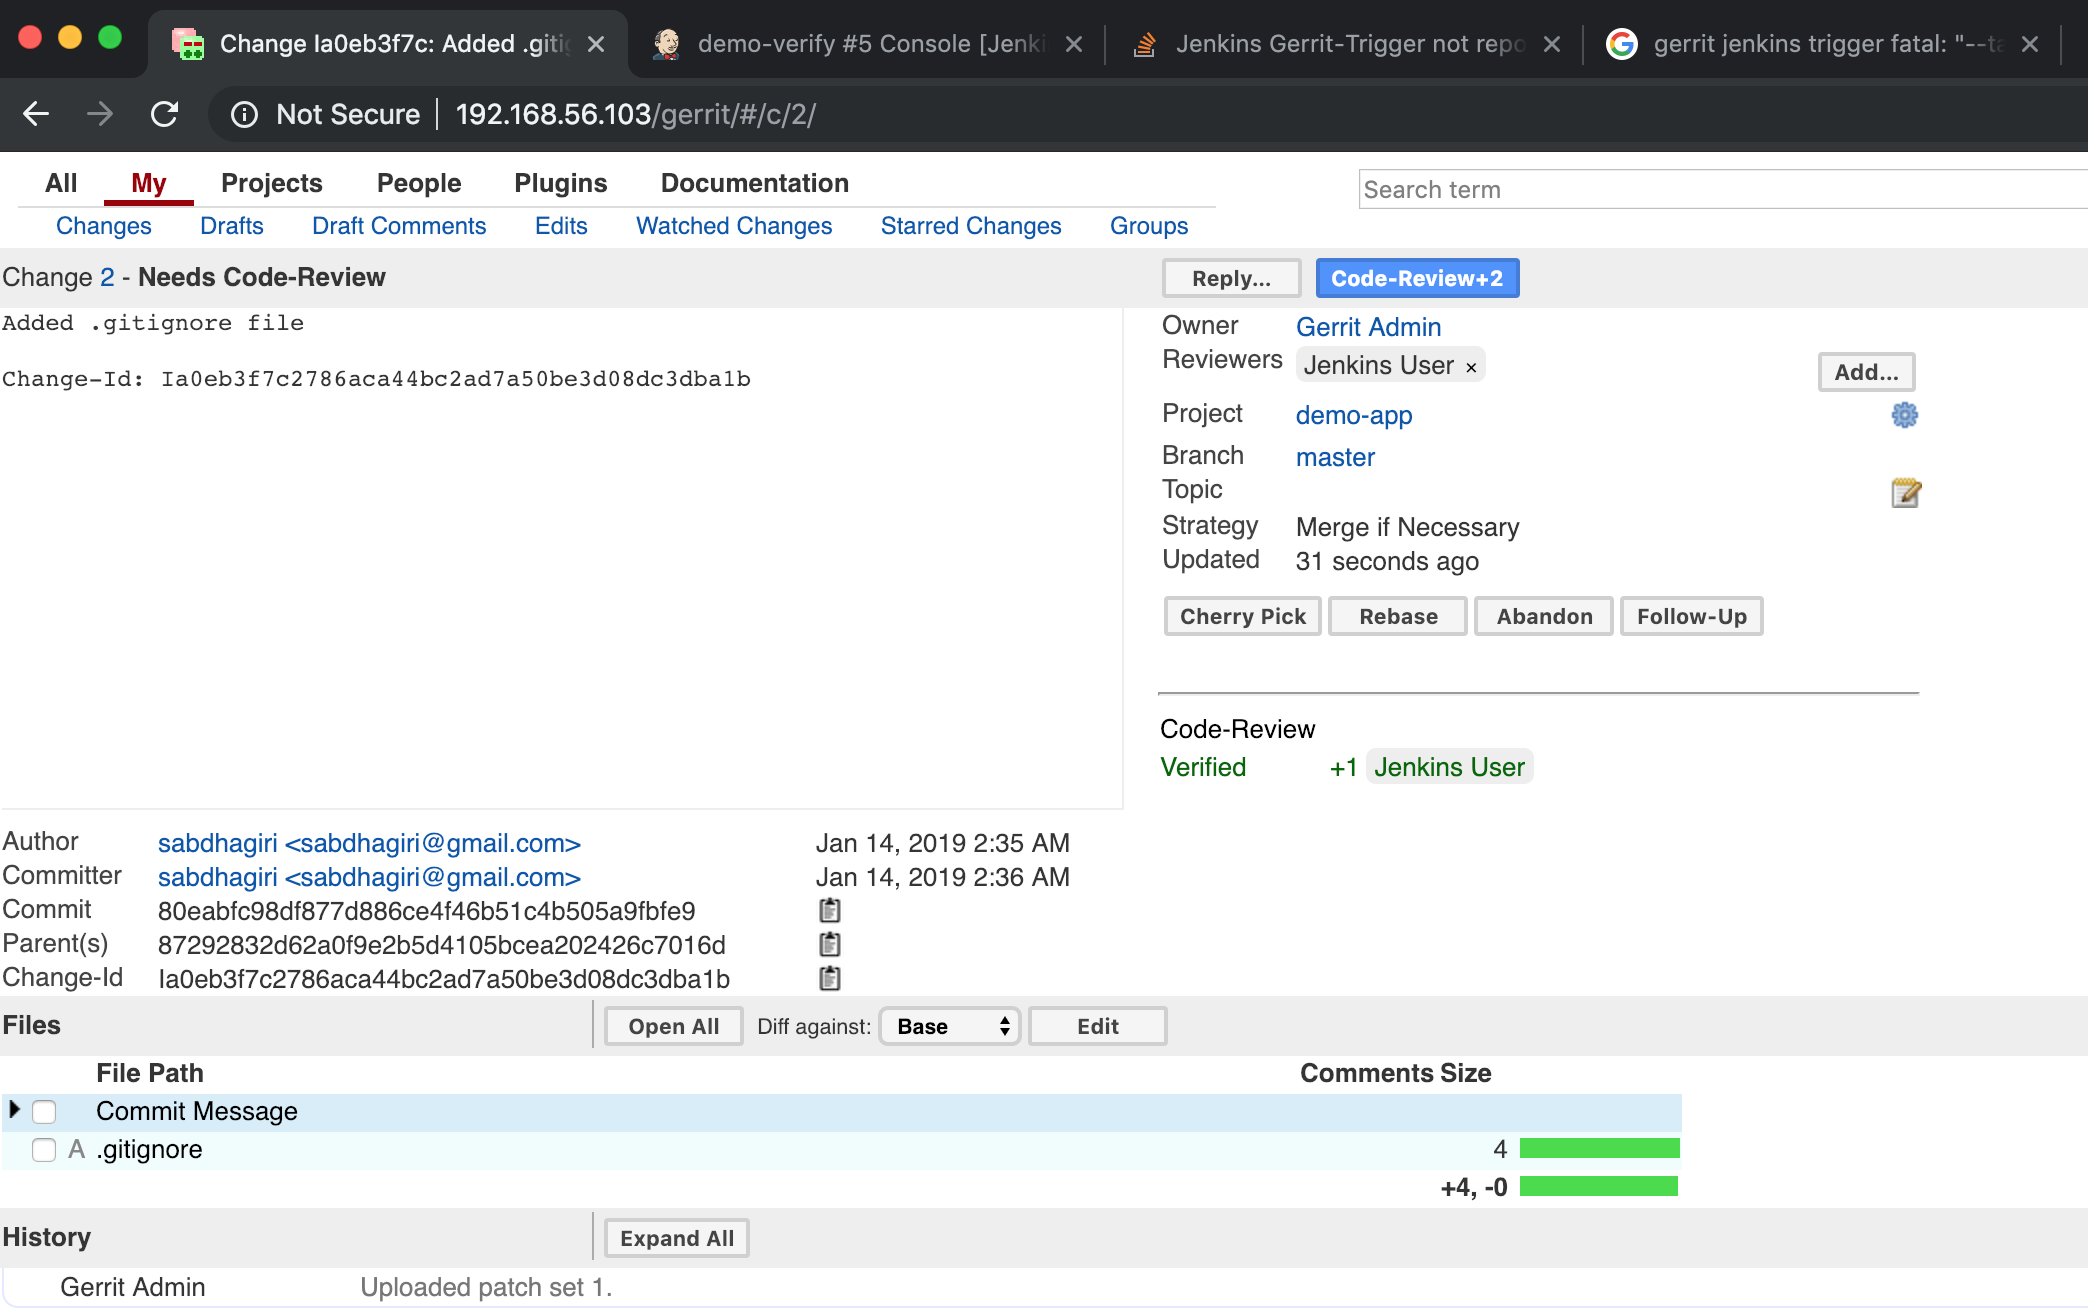 Change Ia0eb3f7c: Added .giti
demo-verify #5 Console [Jenki
Jenkins Gerrit-Trigger not repo
gerrit jenkins trigger fatal: "--ta
Not Secure | 192.168.56.103/gerrit/#/c/2/
All My Projects People Plugins Documentation
Search term
Changes Drafts Draft Comments Edits Watched Changes Starred Changes Groups
Change 2 - Needs Code-Review
Reply... Code-Review+2
Added .gitignore file
Change-Id: Ia0eb3f7c2786aca44bc2ad7a50be3d08dc3dba1b
Owner Gerrit Admin
Reviewers Jenkins User ×
Add...
Project demo-app
Branch master
Topic
Strategy Merge if Necessary
Updated 31 seconds ago
Cherry Pick Rebase Abandon Follow-Up
Code-Review
Verified +1 Jenkins User
Author sabdhagiri <sabdhagiri@gmail.com> Jan 14, 2019 2:35 AM
Committer sabdhagiri <sabdhagiri@gmail.com> Jan 14, 2019 2:36 AM
Commit 80eabfc98df877d886ce4f46b51c4b505a9fbfe9
Parent(s) 87292832d62a0f9e2b5d4105bcea202426c7016d
Change-Id Ia0eb3f7c2786aca44bc2ad7a50be3d08dc3dba1b
Files Open All Diff against: Base Edit
File Path Comments Size
Commit Message
A .gitignore 4
+4, -0
History Expand All
Gerrit Admin Uploaded patch set 1.